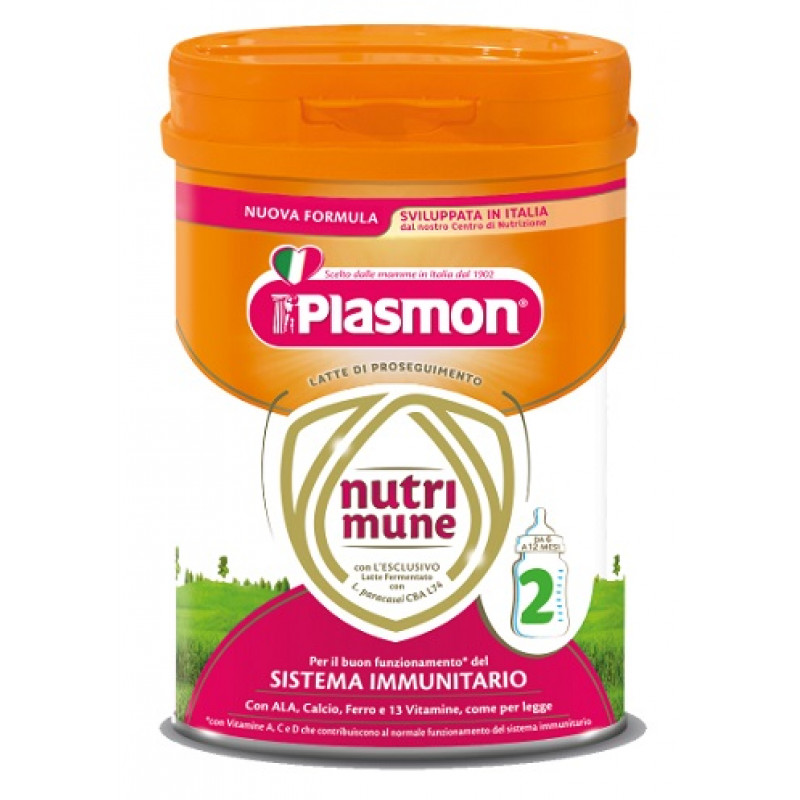 NUOVA FORMULA
SVILUPPATA IN ITALIA
dal nostro Centro di Nutrizione
Scelto dalle mamme in Italia dal 1902
Plasmon®
LATTE DI PROSEGUIMENTO
nutri
mune
con L'ESCLUSIVO
Latte Fermentato
con
L. paracasei CBA L74
DA 6
A 12 MESI
2
Per il buon funzionamento* del
SISTEMA IMMUNITARIO
Con ALA, Calcio, Ferro e 13 Vitamine, come per legge
*con Vitamine A, C e D che contribuiscono al normale funzionamento del sistema immunitario